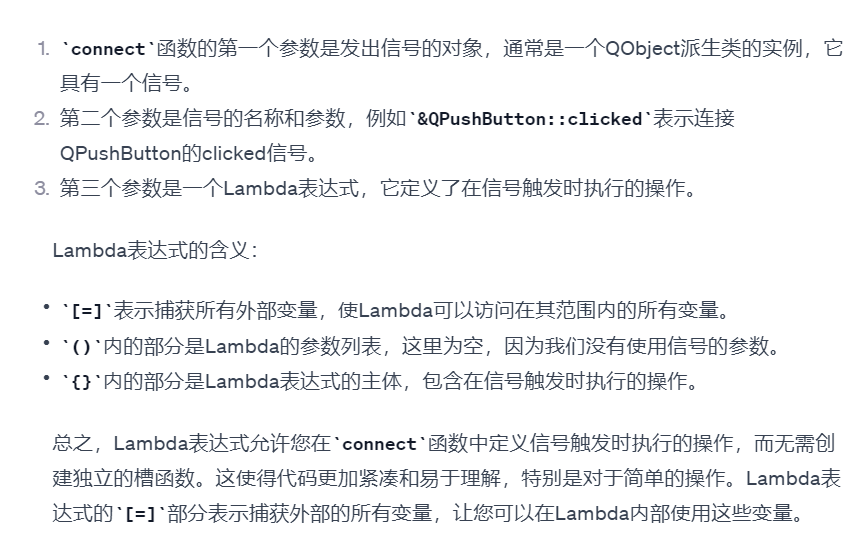 1. `connect`函数的第一个参数是发出信号的对象，通常是一个QObject派生类的实例，它
具有一个信号。
2. 第二个参数是信号的名称和参数，例如`&QPushButton::clicked`表示连接
QPushButton的clicked信号。
3. 第三个参数是一个Lambda表达式，它定义了在信号触发时执行的操作。
Lambda表达式的含义：
• `[=]`表示捕获所有外部变量，使Lambda可以访问在其范围内的所有变量。
• `()`内的部分是Lambda的参数列表，这里为空，因为我们没有使用信号的参数。
• `{}`内的部分是Lambda表达式的主体，包含在信号触发时执行的操作。
总之，Lambda表达式允许您在`connect`函数中定义信号触发时执行的操作，而无需创
建独立的槽函数。这使得代码更加紧凑和易于理解，特别是对于简单的操作。Lambda表
达式的`[=]`部分表示捕获外部的所有变量，让您可以在Lambda内部使用这些变量。